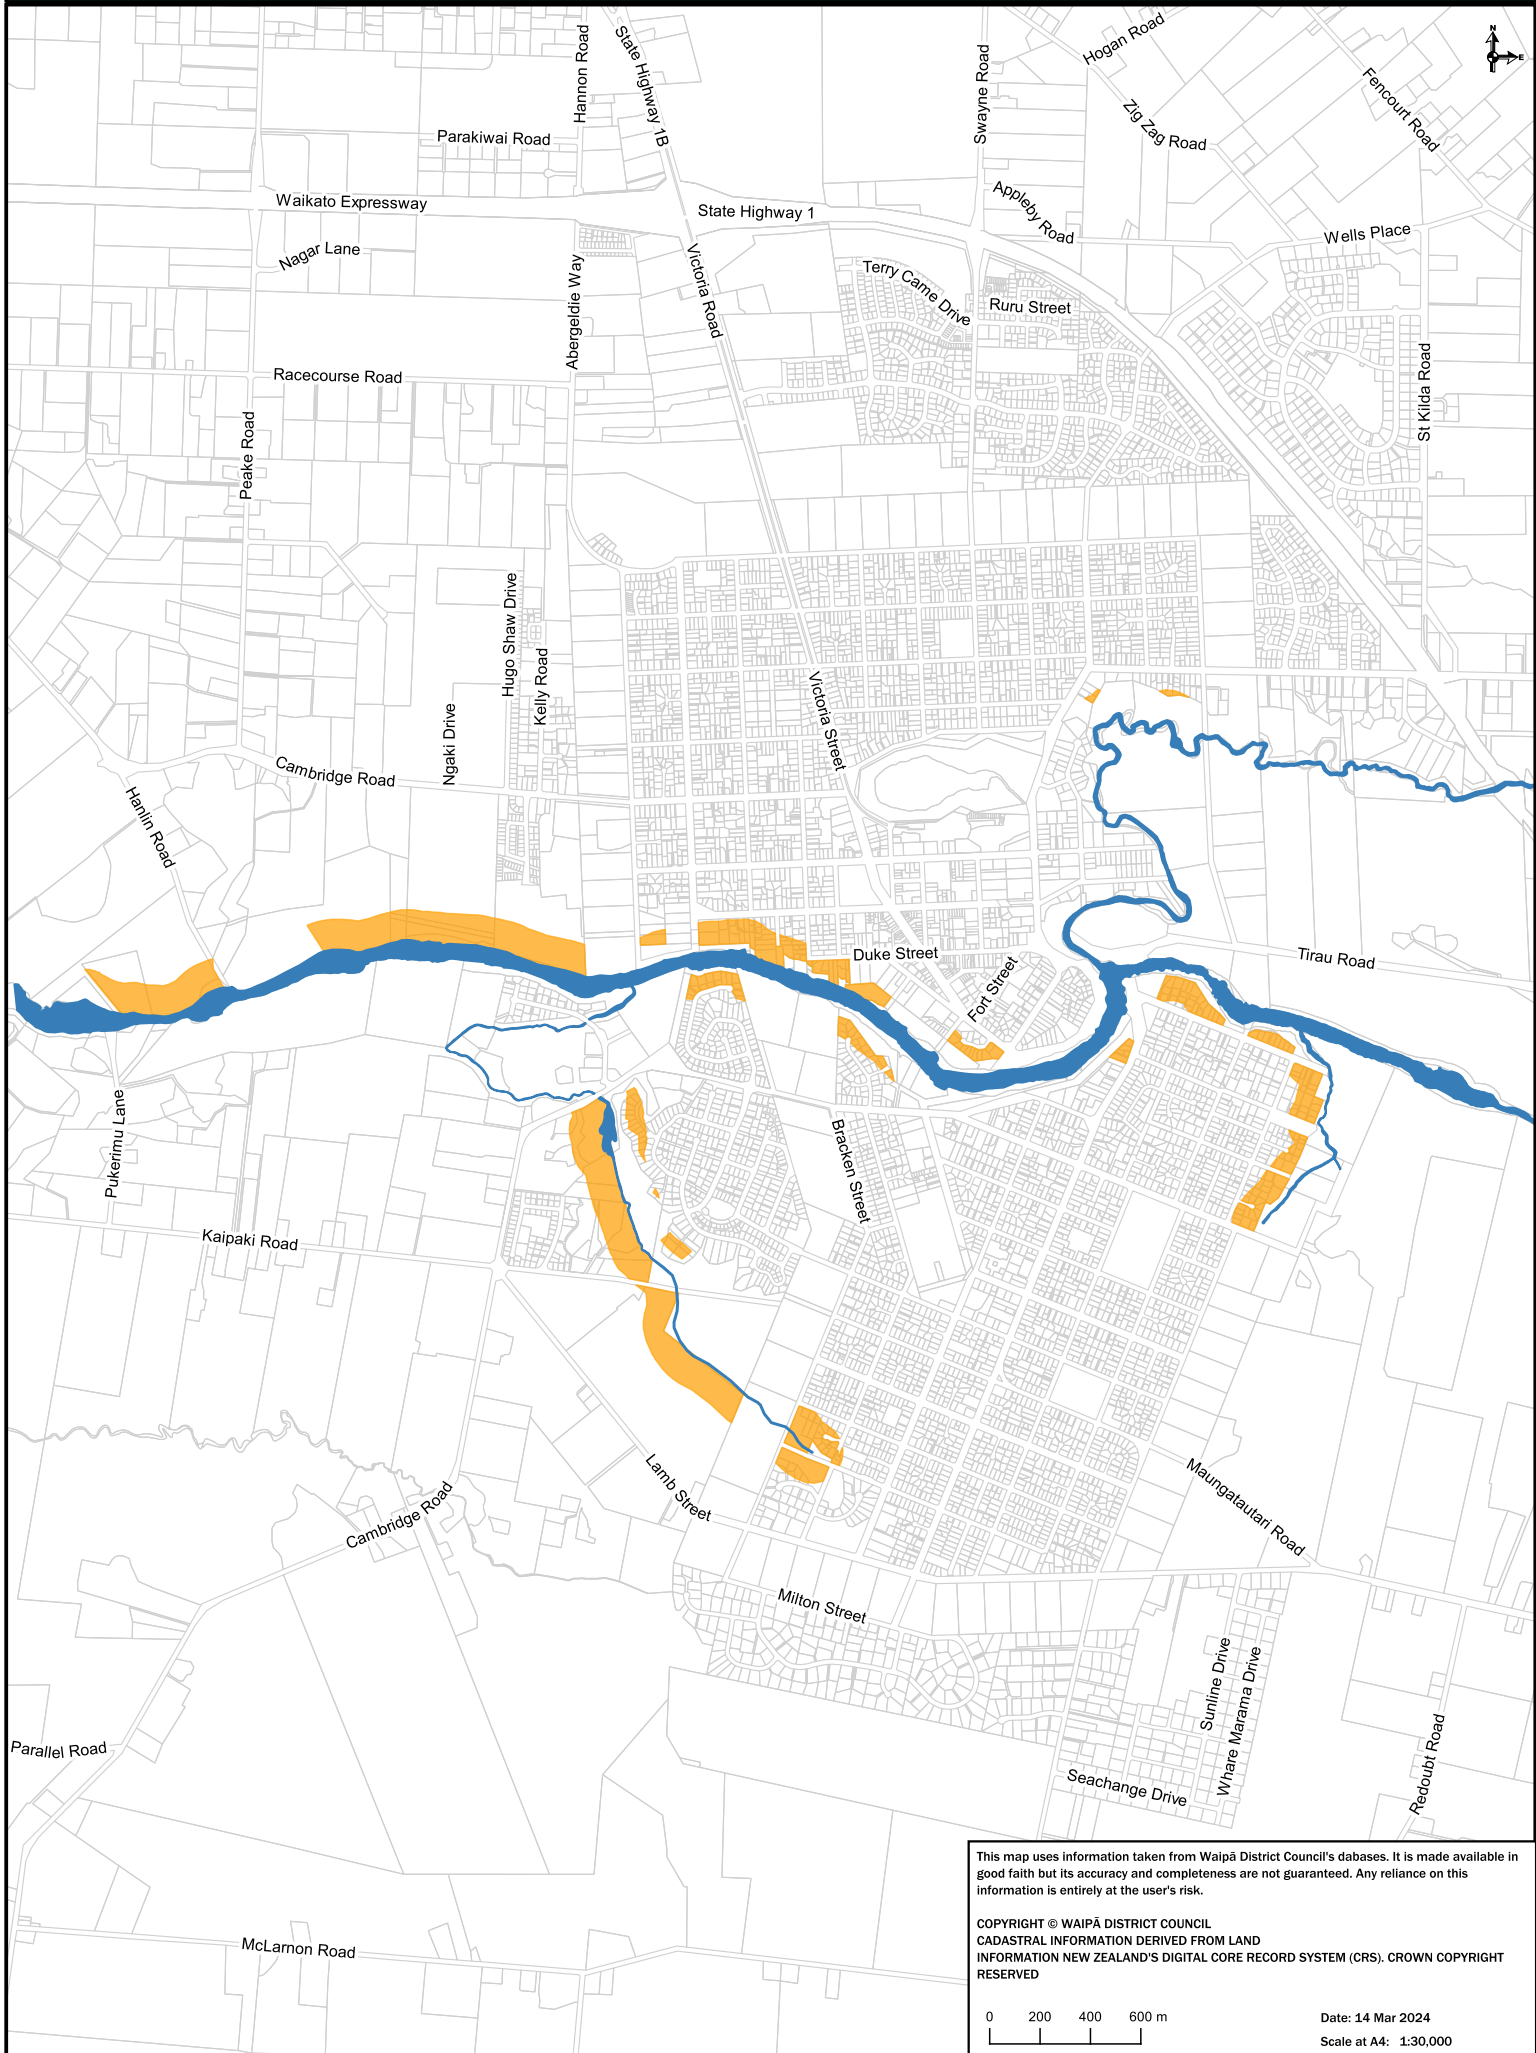 N
E
Hogan Road
Hannon Road
State Highway 1B
Swayne Road
Fencourt Road
Zig Zag Road
Parakiwai Road
Waikato Expressway
State Highway 1
Appleby Road
Wells Place
Nagar Lane
Abergeldie Way
Victoria Road
Terry Came Drive
Ruru Street
Racecourse Road
St Kilda Road
Peake Road
Hugo Shaw Drive
Kelly Road
Ngaki Drive
Victoria Street
Cambridge Road
Hanlin Road
Duke Street
Fort Street
Tirau Road
Pukerimu Lane
Bracken Street
Kaipaki Road
Lamb Street
Cambridge Road
Maungatautari Road
Milton Street
Sunline Drive
Whare Marama Drive
Redoubt Road
Parallel Road
Seachange Drive
McLarnon Road
This map uses information taken from Waipā District Council's dabases. It is made available in
good faith but its accuracy and completeness are not guaranteed. Any reliance on this
information is entirely at the user's risk.
COPYRIGHT © WAIPĀ DISTRICT COUNCIL
CADASTRAL INFORMATION DERIVED FROM LAND
INFORMATION NEW ZEALAND'S DIGITAL CORE RECORD SYSTEM (CRS). CROWN COPYRIGHT
RESERVED
0 200 400 600 m
Date: 14 Mar 2024
Scale at A4: 1:30,000